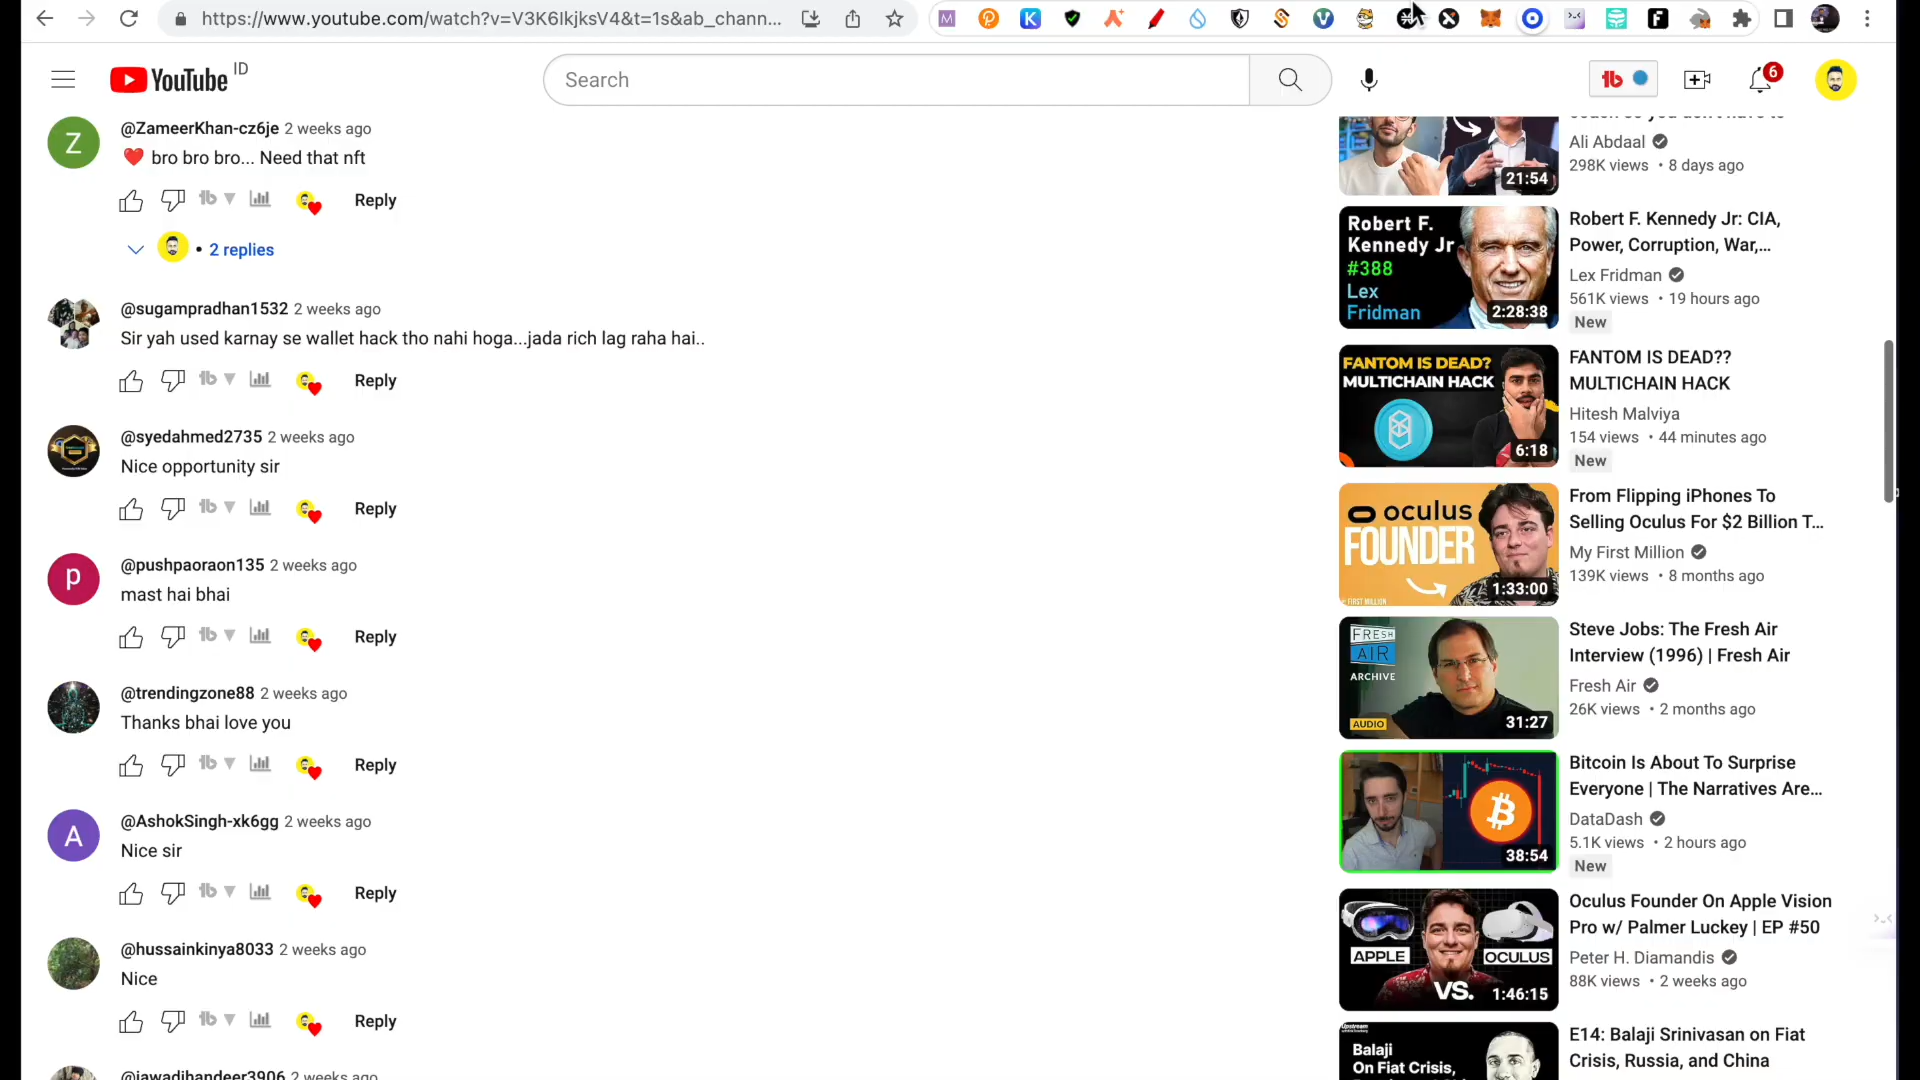 https://www.youtube.com/watch?v=V3K6IkjksV4&t=1s&ab_chann...
YouTube ID
Search
6
@ZameerKhan-cz6je 2 weeks ago
❤️ bro bro bro... Need that nft
Reply
2 replies
@sugampradhan1532 2 weeks ago
Sir yah used karnay se wallet hack tho nahi hoga...jada rich lag raha hai..
Reply
@syedahmed2735 2 weeks ago
Nice opportunity sir
Reply
@pushpaoraon135 2 weeks ago
mast hai bhai
Reply
@trendingzone88 2 weeks ago
Thanks bhai love you
Reply
@AshokSingh-xk6gg 2 weeks ago
Nice sir
Reply
@hussainkinya8033 2 weeks ago
Nice
Reply
@jawadjhandeer3906 2 weeks ago
21:54
Ali Abdaal
298K views • 8 days ago
Robert F.
Kennedy Jr
#388
Lex
Fridman
2:28:38
Robert F. Kennedy Jr: CIA,
Power, Corruption, War,...
Lex Fridman
561K views • 19 hours ago
New
FANTOM IS DEAD?
MULTICHAIN HACK
6:18
FANTOM IS DEAD??
MULTICHAIN HACK
Hitesh Malviya
154 views • 44 minutes ago
New
oculus
FOUNDER
FIRST MILLION
1:33:00
From Flipping iPhones To
Selling Oculus For $2 Billion T...
My First Million
139K views • 8 months ago
FRESH
AIR
ARCHIVE
AUDIO
31:27
Steve Jobs: The Fresh Air
Interview (1996) | Fresh Air
Fresh Air
26K views • 2 months ago
38:54
Bitcoin Is About To Surprise
Everyone | The Narratives Are...
DataDash
5.1K views • 2 hours ago
New
APPLE
VS.
OCULUS
1:46:15
Oculus Founder On Apple Vision
Pro w/ Palmer Luckey | EP #50
Peter H. Diamandis
88K views • 2 weeks ago
Upstream
Balaji
On Fiat Crisis,
E14: Balaji Srinivasan on Fiat
Crisis, Russia, and China